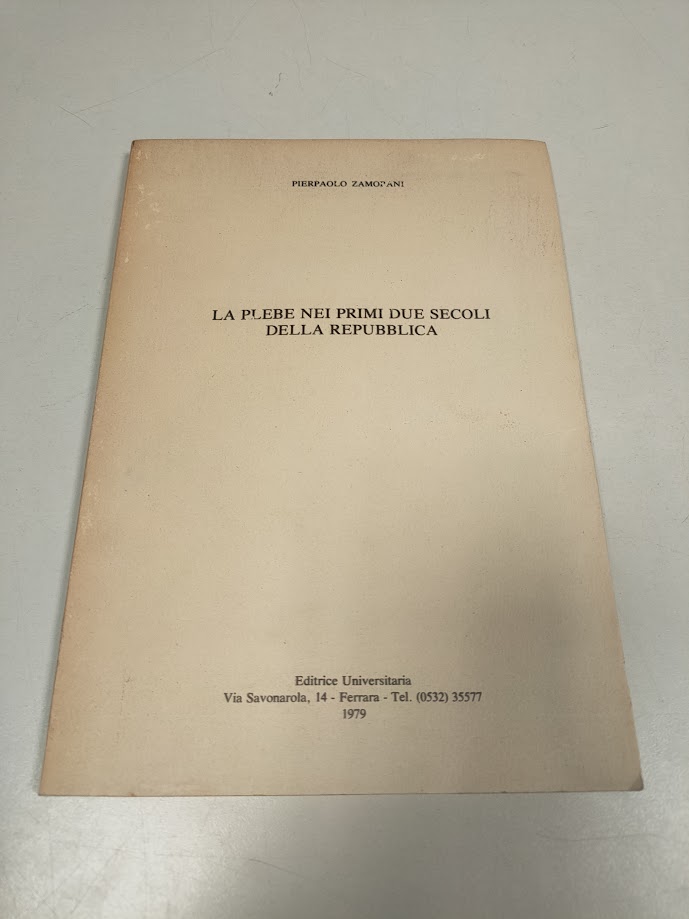 PIERPAOLO ZAMORANI
LA PLEBE NEI PRIMI DUE SECOLI
DELLA REPUBBLICA
Editrice Universitaria
Via Savonarola, 14 - Ferrara - Tel. (0532) 35577
1979